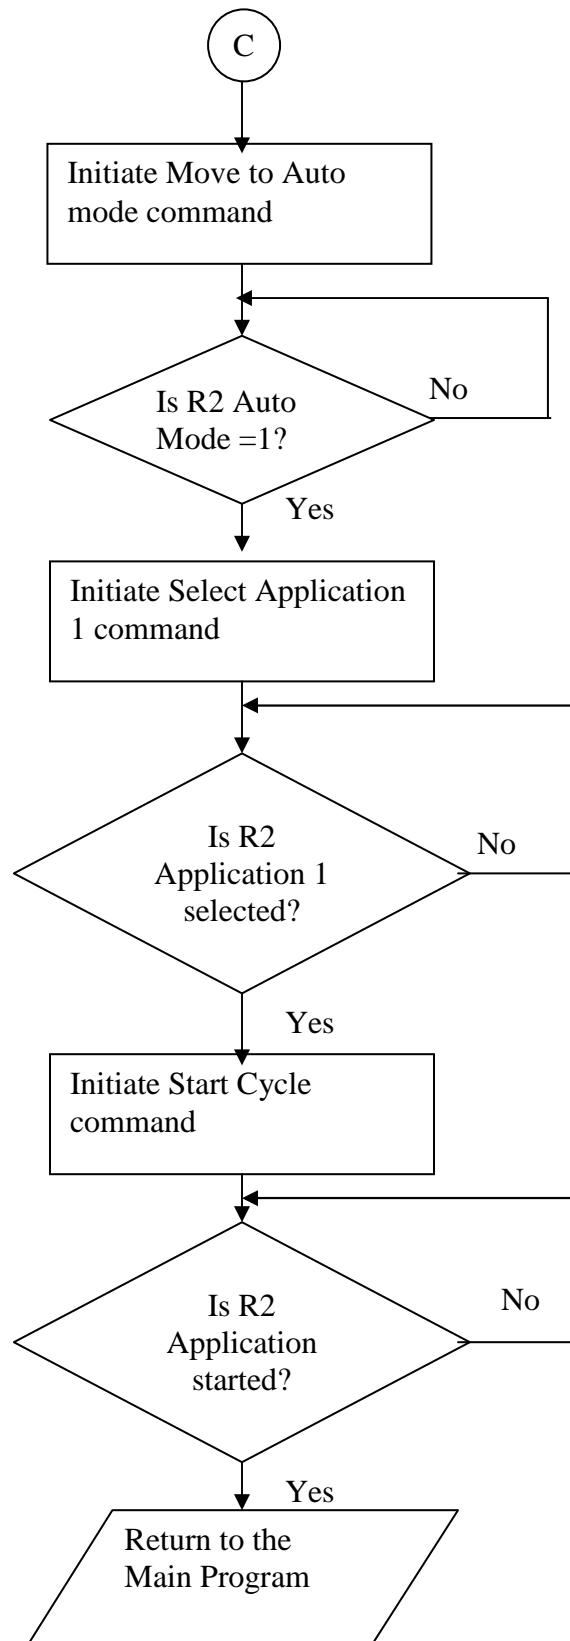 C
Initiate Move to Auto
mode command
No
Is R2 Auto
Mode =1?
Yes
Initiate Select Application
1 command
Is R2
No
Application 1
selected?
Yes
Initiate Start Cycle
command
Is R2
No
Application
started?
Yes
Return to the
Main Program